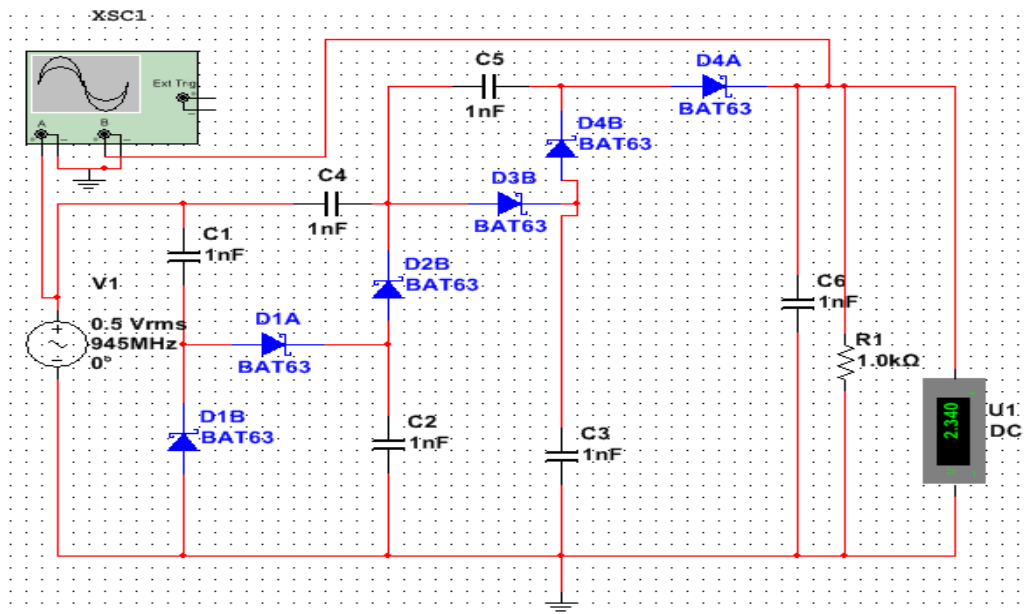 XSC1
Ext Trig
A
B
C5
1nF
D4A
BAT63
D4B
BAT63
C4
1nF
D3B
BAT63
C1
1nF
V1
0.5 Vrms
945MHz
0°
D2B
BAT63
D1A
BAT63
D1B
BAT63
C2
1nF
C3
1nF
C6
1nF
R1
1.0kΩ
U1
DC
2.340